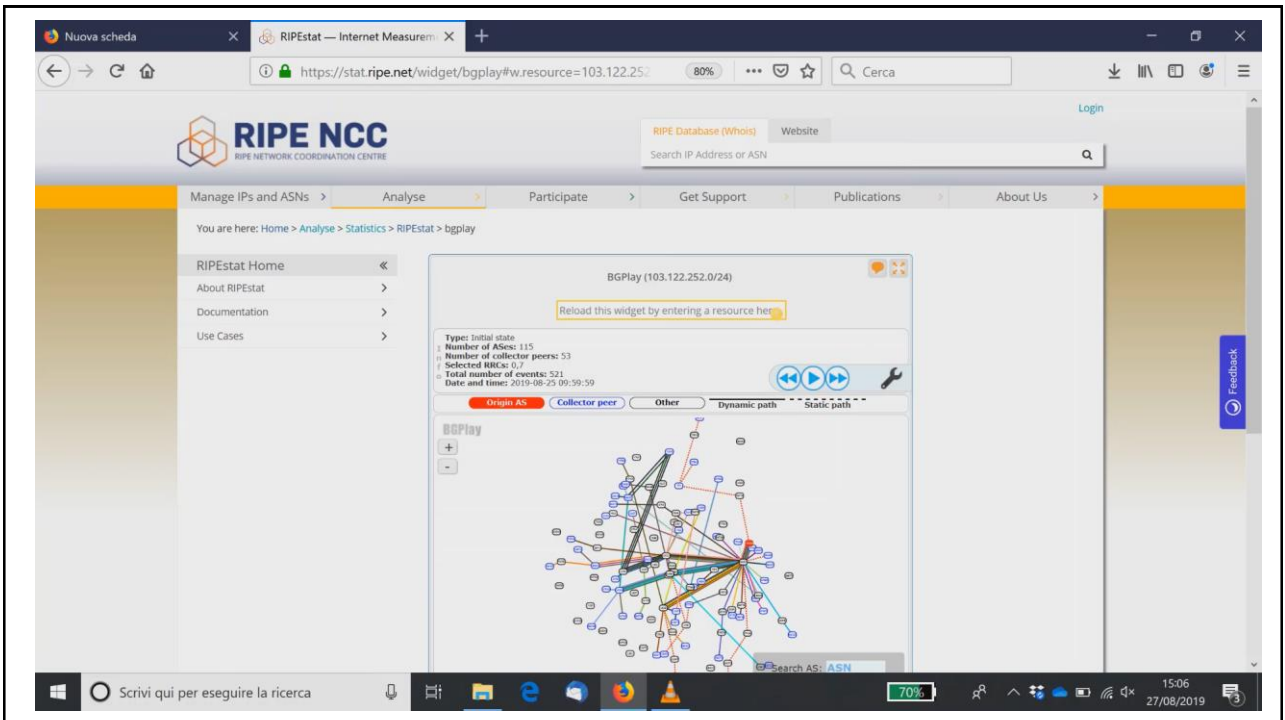 Nuova scheda
RIPEstat — Internet Measurem
https://stat.ripe.net/widget/bgplay#w.resource=103.122.252
80%
Cerca
Login
RIPE NCC
RIPE NETWORK COORDINATION CENTRE
RIPE Database (Whois) Website
Search IP Address or ASN
Manage IPs and ASNs > Analyse > Participate > Get Support > Publications > About Us >
You are here: Home > Analyse > Statistics > RIPEstat > bgplay
RIPEstat Home «
About RIPEstat >
Documentation >
Use Cases >
BGPlay (103.122.252.0/24)
Reload this widget by entering a resource here
Info
Type: Initial state
Number of ASes: 115
Number of collector peers: 53
Selected RRCs: 0,7
Total number of events: 521
Date and time: 2019-08-25 09:59:59
Origin AS Collector peer Other Dynamic path Static path
BGPlay
+
-
Search AS: ASN
Feedback
Scrivi qui per eseguire la ricerca
70%
15:06
27/08/2019
3